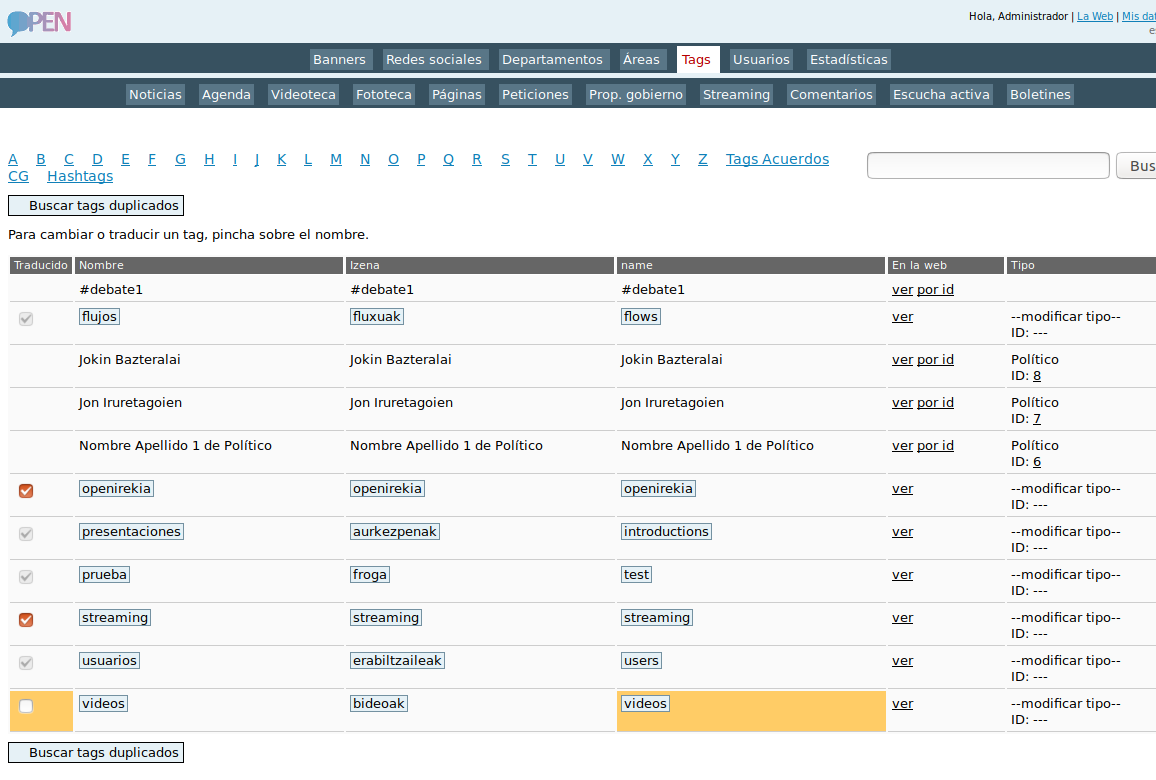 OPEN
Hola, Administrador | La Web | Mis dat
e
Banners Redes sociales Departamentos Áreas Tags Usuarios Estadísticas
Noticias Agenda Videoteca Fototeca Páginas Peticiones Prop. gobierno Streaming Comentarios Escucha activa Boletines
A B C D E F G H I J K L M N O P Q R S T U V W X Y Z Tags Acuerdos
CG Hashtags
Bus
Buscar tags duplicados
Para cambiar o traducir un tag, pincha sobre el nombre.
Traducido Nombre Izena name En la web Tipo
#debate1 #debate1 #debate1 ver por id
flujos fluxuak flows ver --modificar tipo--
ID: ---
Jokin Bazteralai Jokin Bazteralai Jokin Bazteralai ver por id Político
ID: 8
Jon Iruretagoien Jon Iruretagoien Jon Iruretagoien ver por id Político
ID: 7
Nombre Apellido 1 de Político Nombre Apellido 1 de Político Nombre Apellido 1 de Político ver por id Político
ID: 6
openirekia openirekia openirekia ver --modificar tipo--
ID: ---
presentaciones aurkezpenak introductions ver --modificar tipo--
ID: ---
prueba froga test ver --modificar tipo--
ID: ---
streaming streaming streaming ver --modificar tipo--
ID: ---
usuarios erabiltzaileak users ver --modificar tipo--
ID: ---
videos bideoak videos ver --modificar tipo--
ID: ---
Buscar tags duplicados